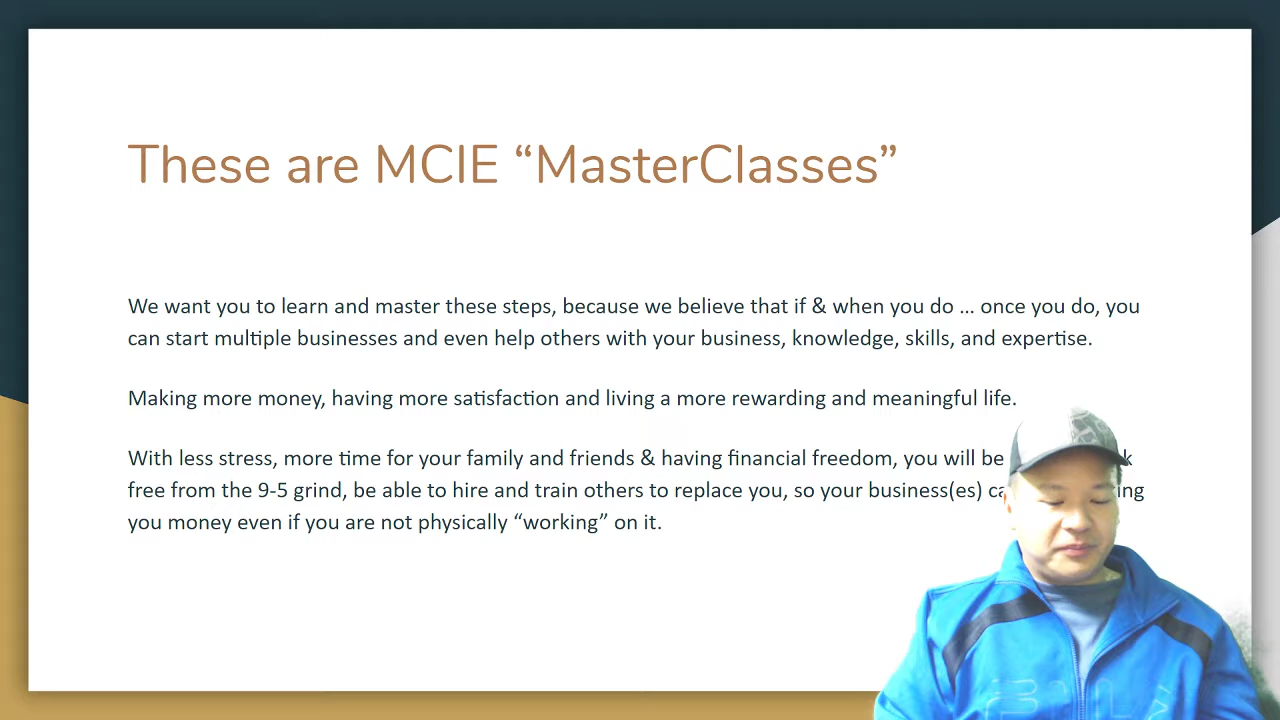 These are MCIE “MasterClasses”
We want you to learn and master these steps, because we believe that if & when you do ... once you do, you
can start multiple businesses and even help others with your business, knowledge, skills, and expertise.
Making more money, having more satisfaction and living a more rewarding and meaningful life.
With less stress, more time for your family and friends & having financial freedom, you will be
free from the 9-5 grind, be able to hire and train others to replace you, so your business(es)
you money even if you are not physically “working” on it.